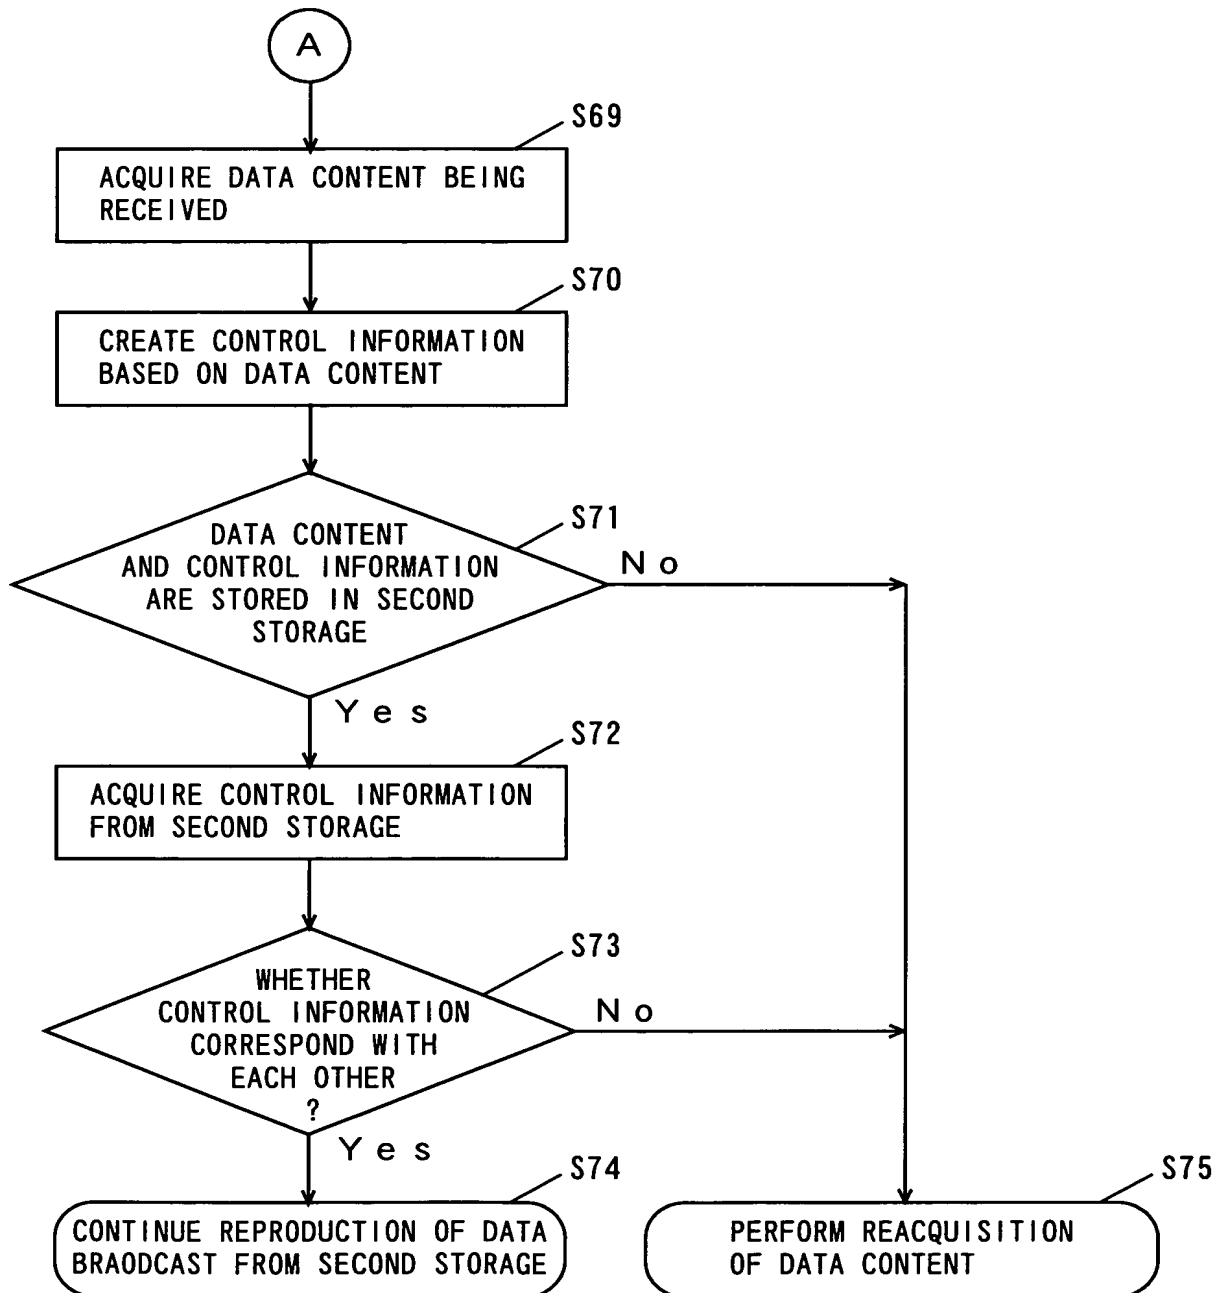 A
S69
ACQUIRE DATA CONTENT BEING
RECEIVED
S70
CREATE CONTROL INFORMATION
BASED ON DATA CONTENT
S71
DATA CONTENT
AND CONTROL INFORMATION
ARE STORED IN SECOND
STORAGE
No
Yes
S72
ACQUIRE CONTROL INFORMATION
FROM SECOND STORAGE
S73
WHETHER
CONTROL INFORMATION
CORRESPOND WITH
EACH OTHER
?
No
Yes
S74
CONTINUE REPRODUCTION OF DATA
BRAODCAST FROM SECOND STORAGE
S75
PERFORM REACQUISITION
OF DATA CONTENT